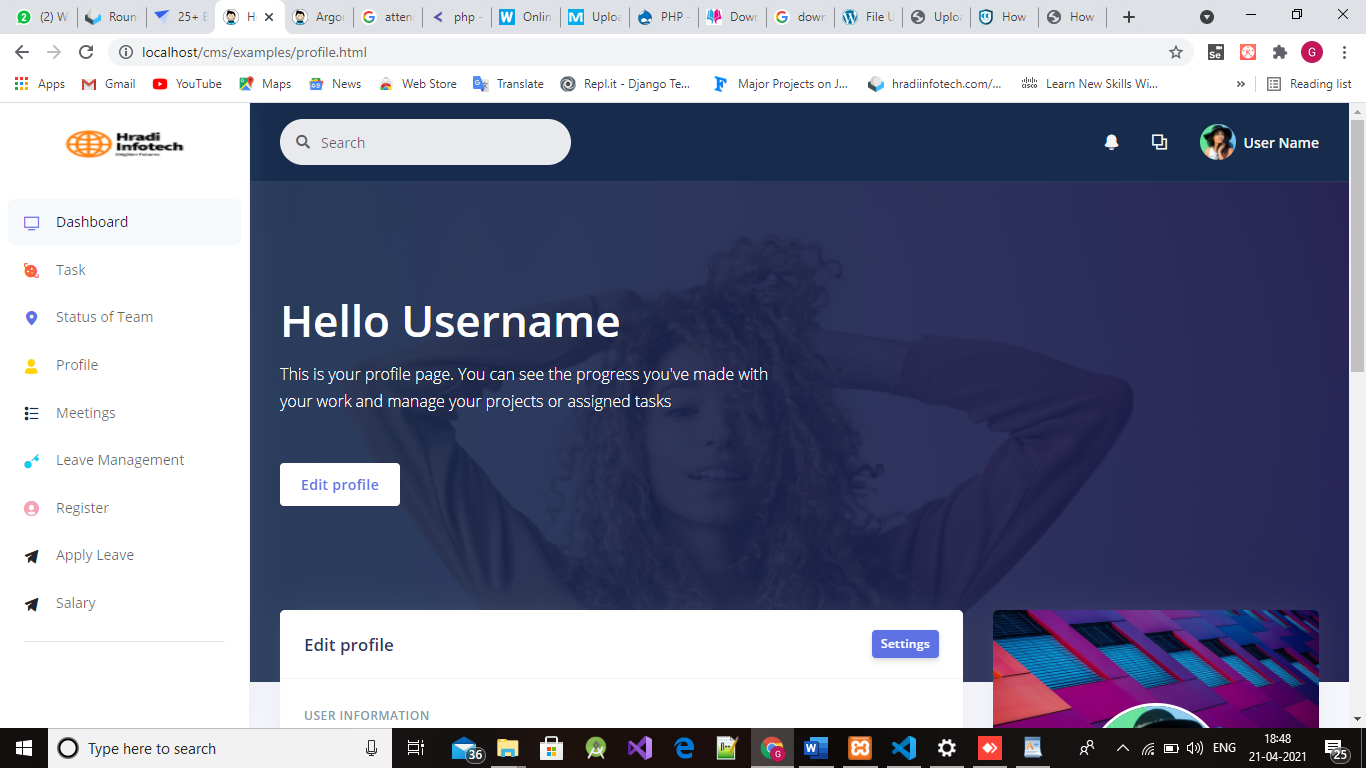 (2) W
Roun
25+ E
H
Argon
atten
php -
Onlin
Uploa
PHP -
Down
down
File U
Uploa
How
How
localhost/cms/examples/profile.html
G
Apps
Gmail
YouTube
Maps
News
Web Store
Translate
Repl.it - Django Te...
Major Projects on J...
hradiinfotech.com/...
Learn New Skills Wi...
»
Reading list
Hradi
Infotech
Search
User Name
Dashboard
Task
Status of Team
Profile
Meetings
Leave Management
Register
Apply Leave
Salary
Hello Username
This is your profile page. You can see the progress you've made with
your work and manage your projects or assigned tasks
Edit profile
Edit profile
Settings
USER INFORMATION
Type here to search
36
ENG
18:48
21-04-2021
25